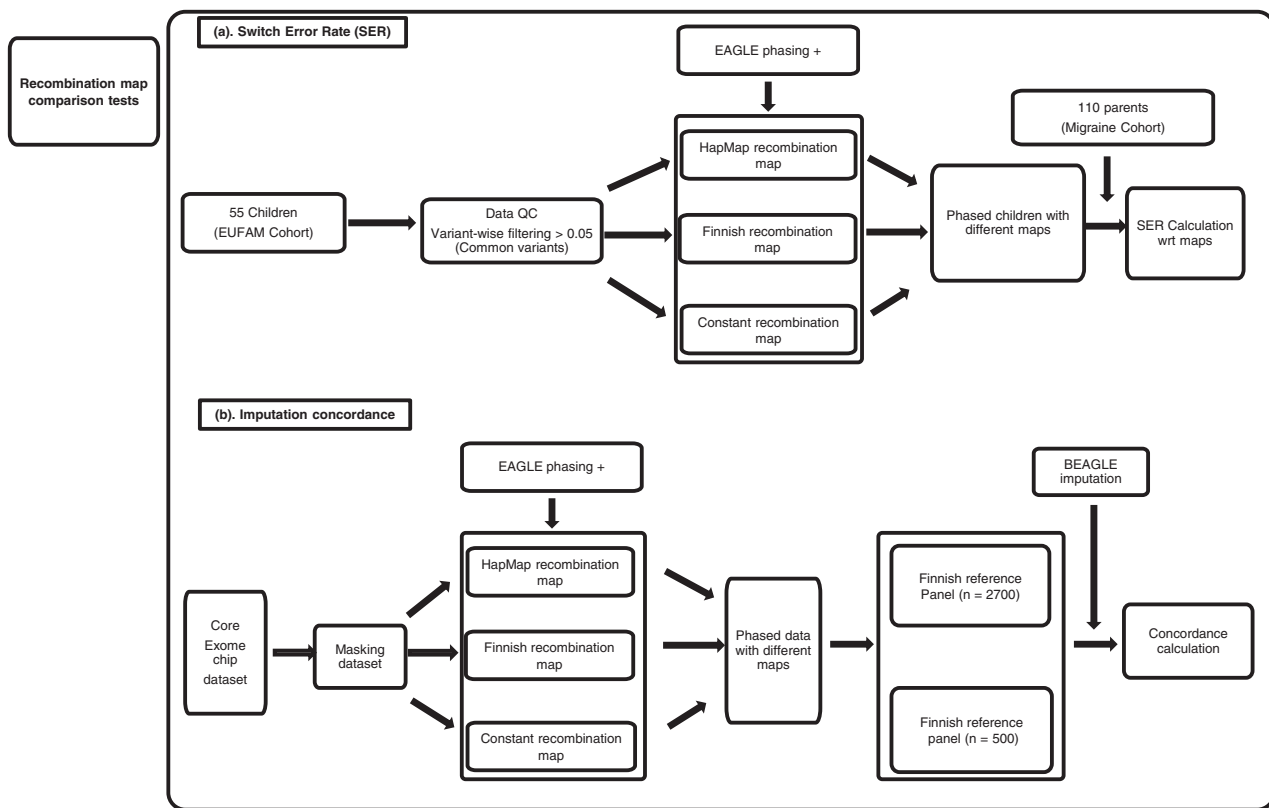 Recombination map
comparison tests
(a). Switch Error Rate (SER)
EAGLE phasing +
110 parents
(Migraine Cohort)
HapMap recombination
map
55 Children
(EUFAM Cohort)
Data QC
Variant-wise filtering > 0.05
(Common variants)
Finnish recombination
map
Phased children with
different maps
SER Calculation
wrt maps
Constant recombination
map
(b). Imputation concordance
EAGLE phasing +
BEAGLE
imputation
HapMap recombination
map
Finnish reference
Panel (n = 2700)
Core
Exome
chip
dataset
Masking
dataset
Finnish recombination
map
Phased data
with different
maps
Concordance
calculation
Constant recombination
map
Finnish reference
panel (n = 500)